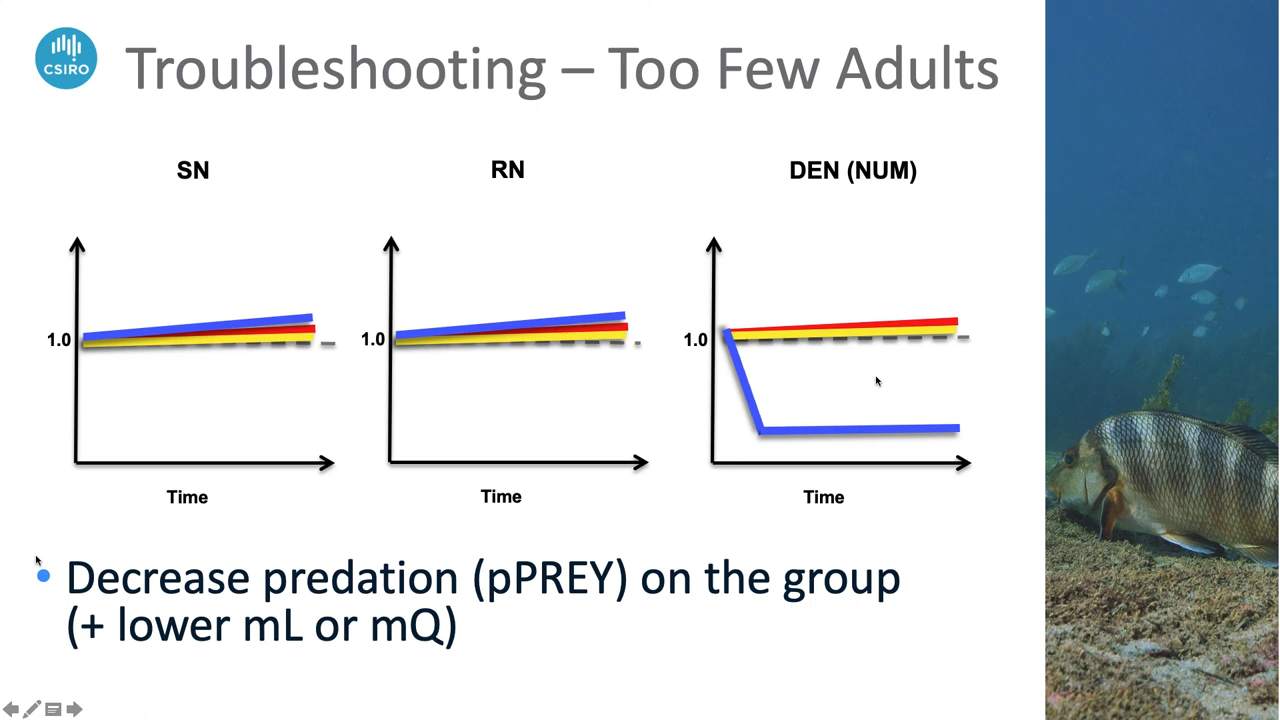 CSIRO
Troubleshooting – Too Few Adults
SN
RN
DEN (NUM)
1.0
1.0
1.0
Time
Time
Time
• Decrease predation (pPREY) on the group
(+ lower mL or mQ)